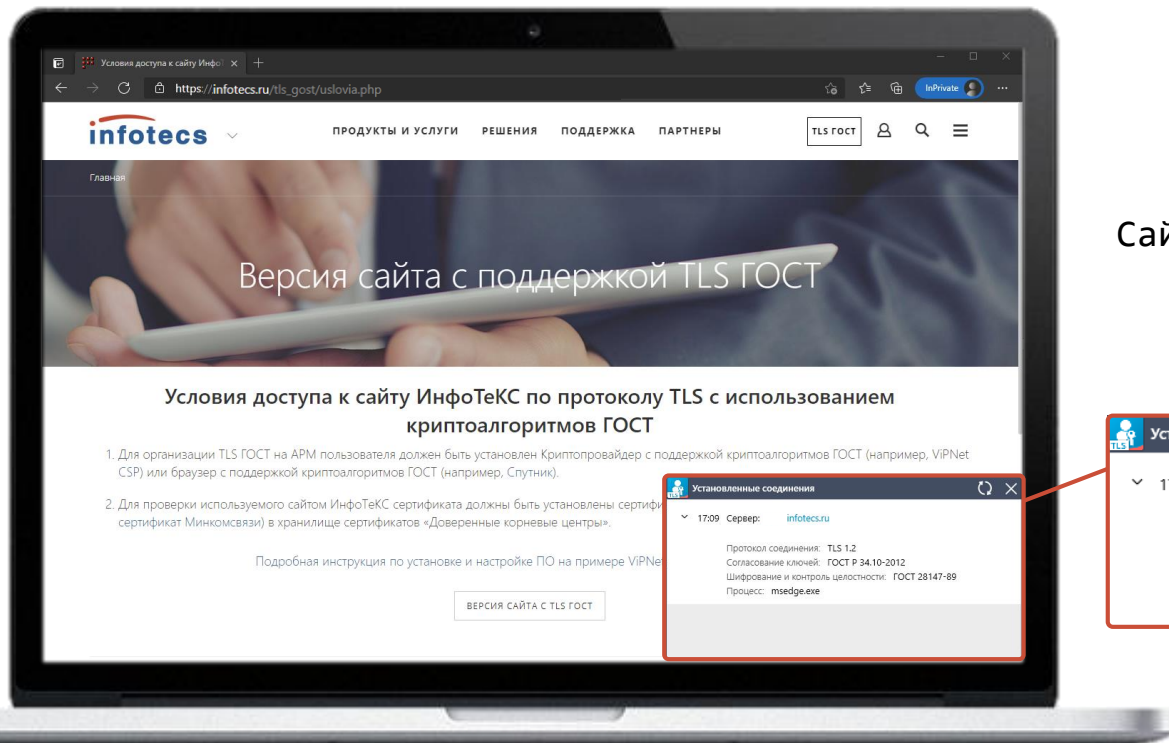 Условия доступа к сайту Инфо
https://infotecs.ru/tls_gost/uslovia.php
InPrivate
infotecs
ПРОДУКТЫ И УСЛУГИ РЕШЕНИЯ ПОДДЕРЖКА ПАРТНЕРЫ TLS ГОСТ
Главная
Версия сайта с поддержкой TLS ГОСТ
Условия доступа к сайту ИнфоТеКС по протоколу TLS с использованием
криптоалгоритмов ГОСТ
1. Для организации TLS ГОСТ на АРМ пользователя должен быть установлен Криптопровайдер с поддержкой криптоалгоритмов ГОСТ (например, ViPNet
CSP) или браузер с поддержкой криптоалгоритмов ГОСТ (например, Спутник).
2. Для проверки используемого сайтом ИнфоТеКС сертификата должны быть установлены сертифи
сертификат Минкомсвязи) в хранилище сертификатов «Доверенные корневые центры».
Подробная инструкция по установке и настройке ПО на примере ViPNet
ВЕРСИЯ САЙТА С TLS ГОСТ
TLS
Установленные соединения
17:09 Сервер: infotecs.ru
Протокол соединения: TLS 1.2
Согласование ключей: ГОСТ Р 34.10-2012
Шифрование и контроль целостности: ГОСТ 28147-89
Процесс: msedge.exe
Сай
TLS
Уст
17